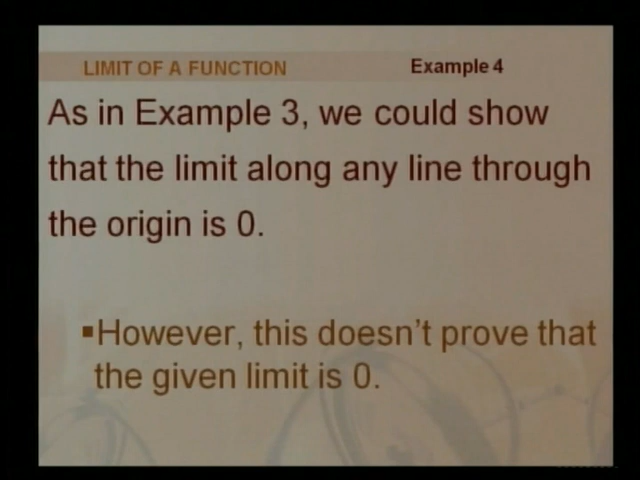 LIMIT OF A FUNCTION
Example 4
As in Example 3, we could show
that the limit along any line through
the origin is 0.
▪However, this doesn't prove that
the given limit is 0.